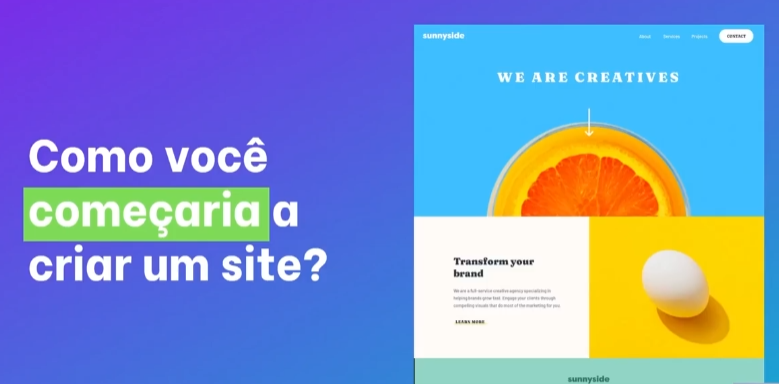 Como você
começaria a
criar um site?
sunnyside
About Services Projects CONTACT
WE ARE CREATIVES
Transform your
brand
We are a full-service creative agency specializing in
helping brands grow fast. Engage your clients through
compelling visuals that do most of the marketing for you.
LEARN MORE
sunnyside